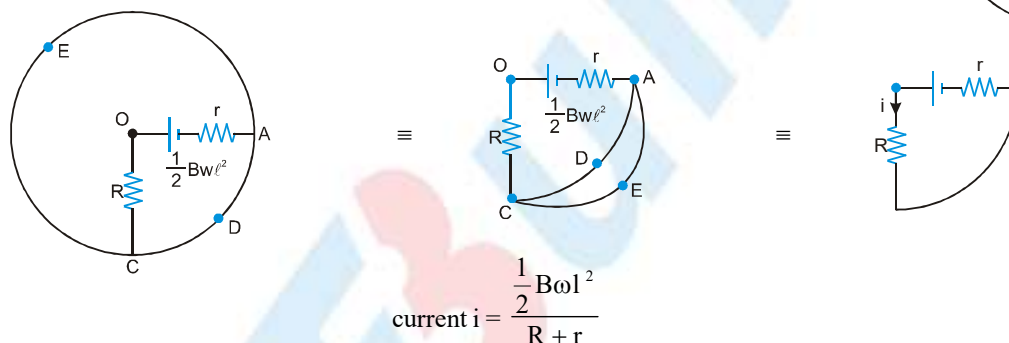 E
O
r
A
1/2 Bwℓ²
R
D
C
≡
O
r
A
1/2 Bwℓ²
R
D
E
C
≡
r
i
R
current i = (1/2 Bωl²)/(R + r)